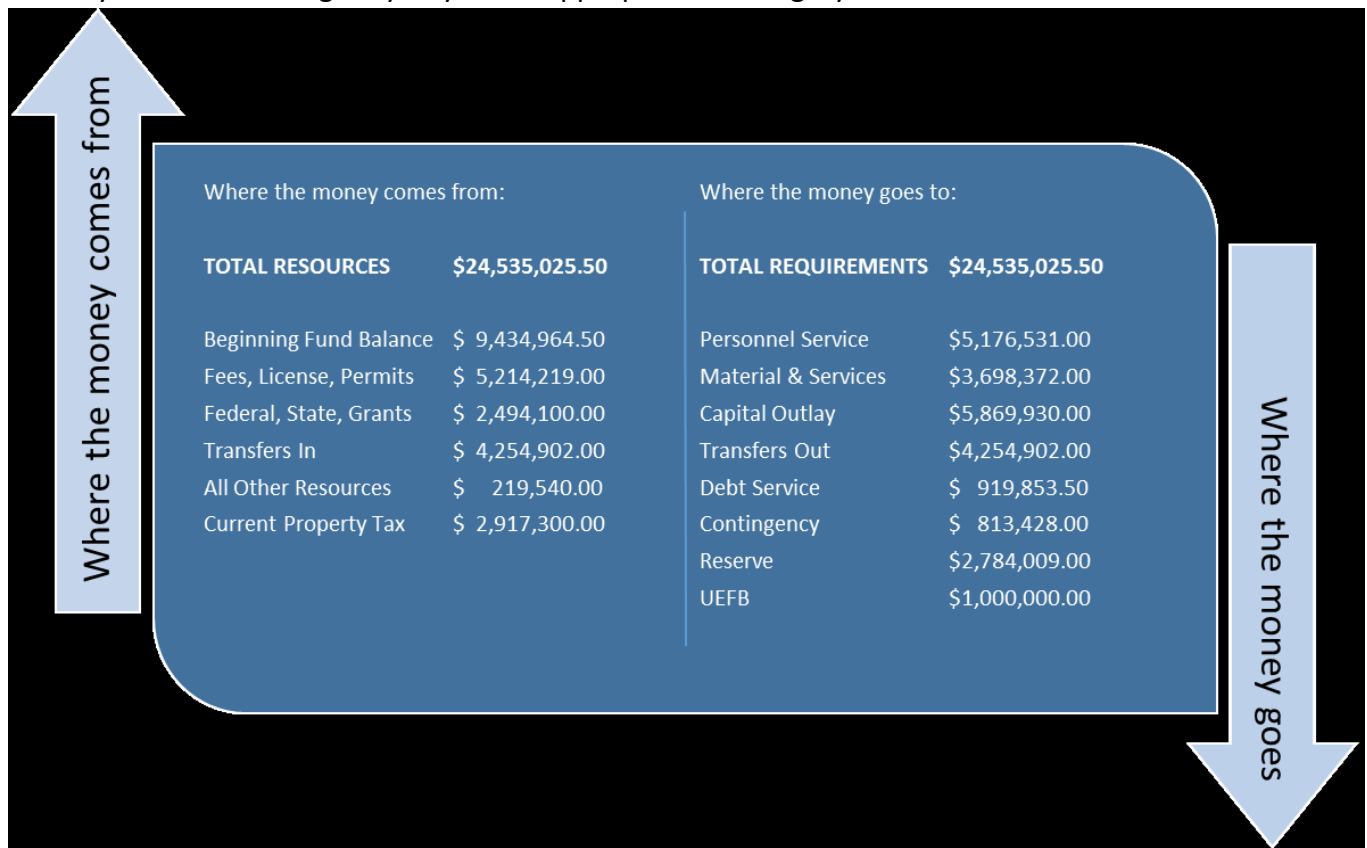 Where the money comes from
Where the money comes from:
TOTAL RESOURCES $24,535,025.50
Beginning Fund Balance $ 9,434,964.50
Fees, License, Permits $ 5,214,219.00
Federal, State, Grants $ 2,494,100.00
Transfers In $ 4,254,902.00
All Other Resources $ 219,540.00
Current Property Tax $ 2,917,300.00
Where the money goes to:
TOTAL REQUIREMENTS $24,535,025.50
Personnel Service $5,176,531.00
Material & Services $3,698,372.00
Capital Outlay $5,869,930.00
Transfers Out $4,254,902.00
Debt Service $ 919,853.50
Contingency $ 813,428.00
Reserve $2,784,009.00
UEFB $1,000,000.00
Where the money goes